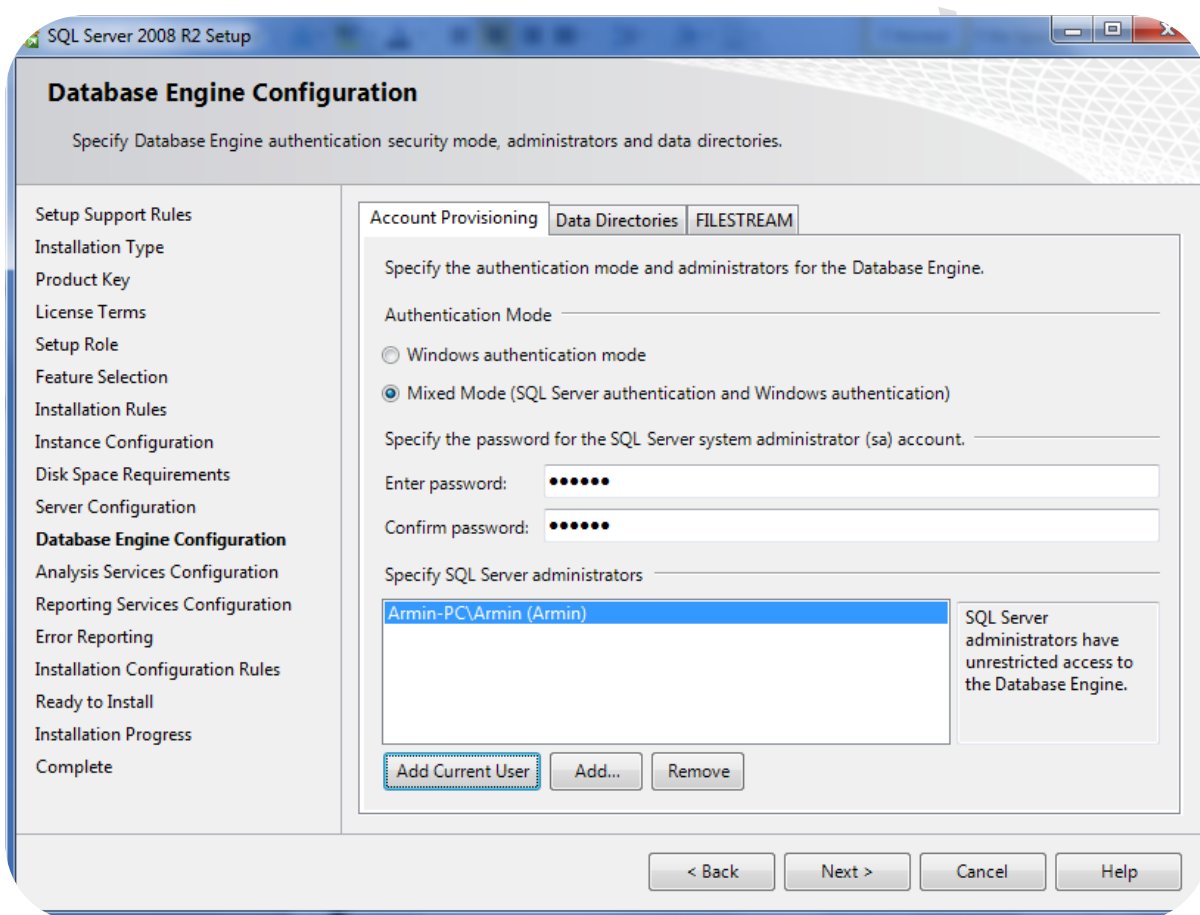 SQL Server 2008 R2 Setup
Database Engine Configuration
Specify Database Engine authentication security mode, administrators and data directories.
Setup Support Rules
Installation Type
Product Key
License Terms
Setup Role
Feature Selection
Installation Rules
Instance Configuration
Disk Space Requirements
Server Configuration
Database Engine Configuration
Analysis Services Configuration
Reporting Services Configuration
Error Reporting
Installation Configuration Rules
Ready to Install
Installation Progress
Complete
Account Provisioning Data Directories FILESTREAM
Specify the authentication mode and administrators for the Database Engine.
Authentication Mode
Windows authentication mode
Mixed Mode (SQL Server authentication and Windows authentication)
Specify the password for the SQL Server system administrator (sa) account.
Enter password: ●●●●●●
Confirm password: ●●●●●●
Specify SQL Server administrators
Armin-PC\Armin (Armin)
SQL Server
administrators have
unrestricted access to
the Database Engine.
Add Current User Add... Remove
< Back Next > Cancel Help